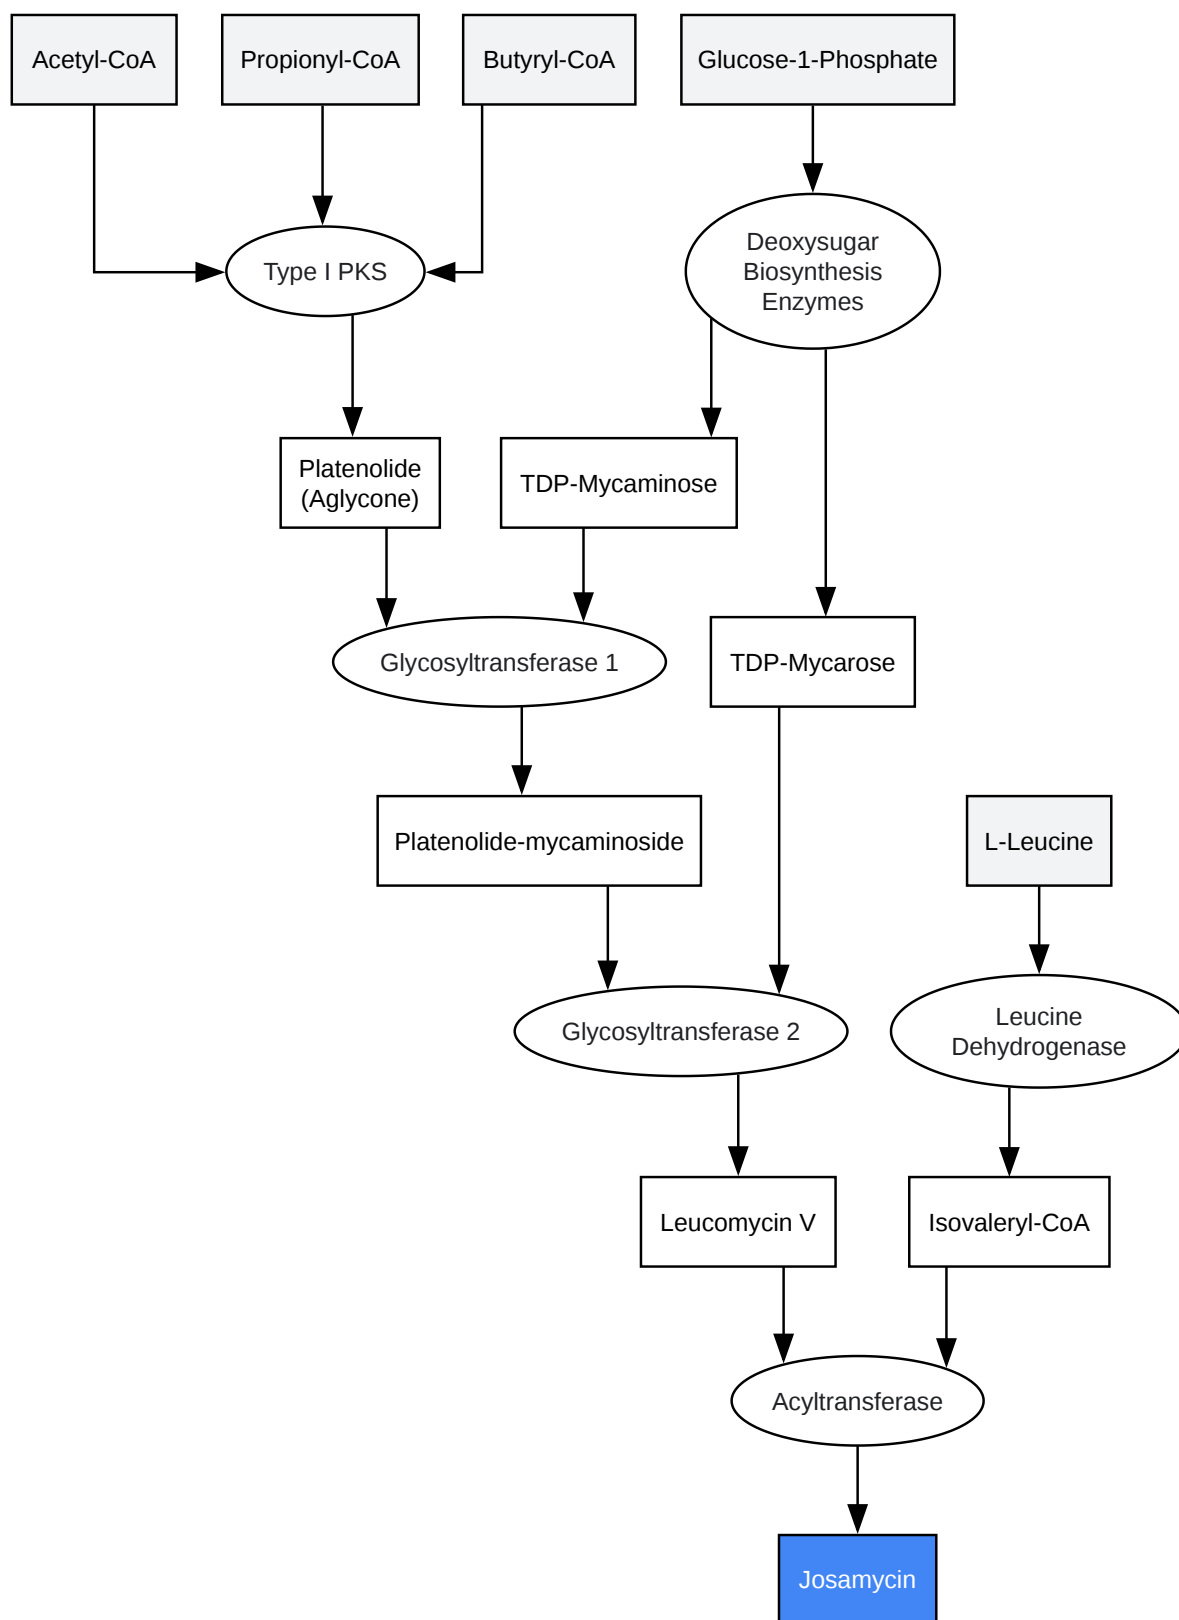 Acetyl-CoA
Propionyl-CoA
Butyryl-CoA
Glucose-1-Phosphate
Type I PKS
Deoxysugar
Biosynthesis
Enzymes
Platenolide
(Aglycone)
TDP-Mycaminose
Glycosyltransferase 1
TDP-Mycarose
Platenolide-mycaminoside
L-Leucine
Glycosyltransferase 2
Leucine
Dehydrogenase
Leucomycin V
Isovaleryl-CoA
Acyltransferase
Josamycin